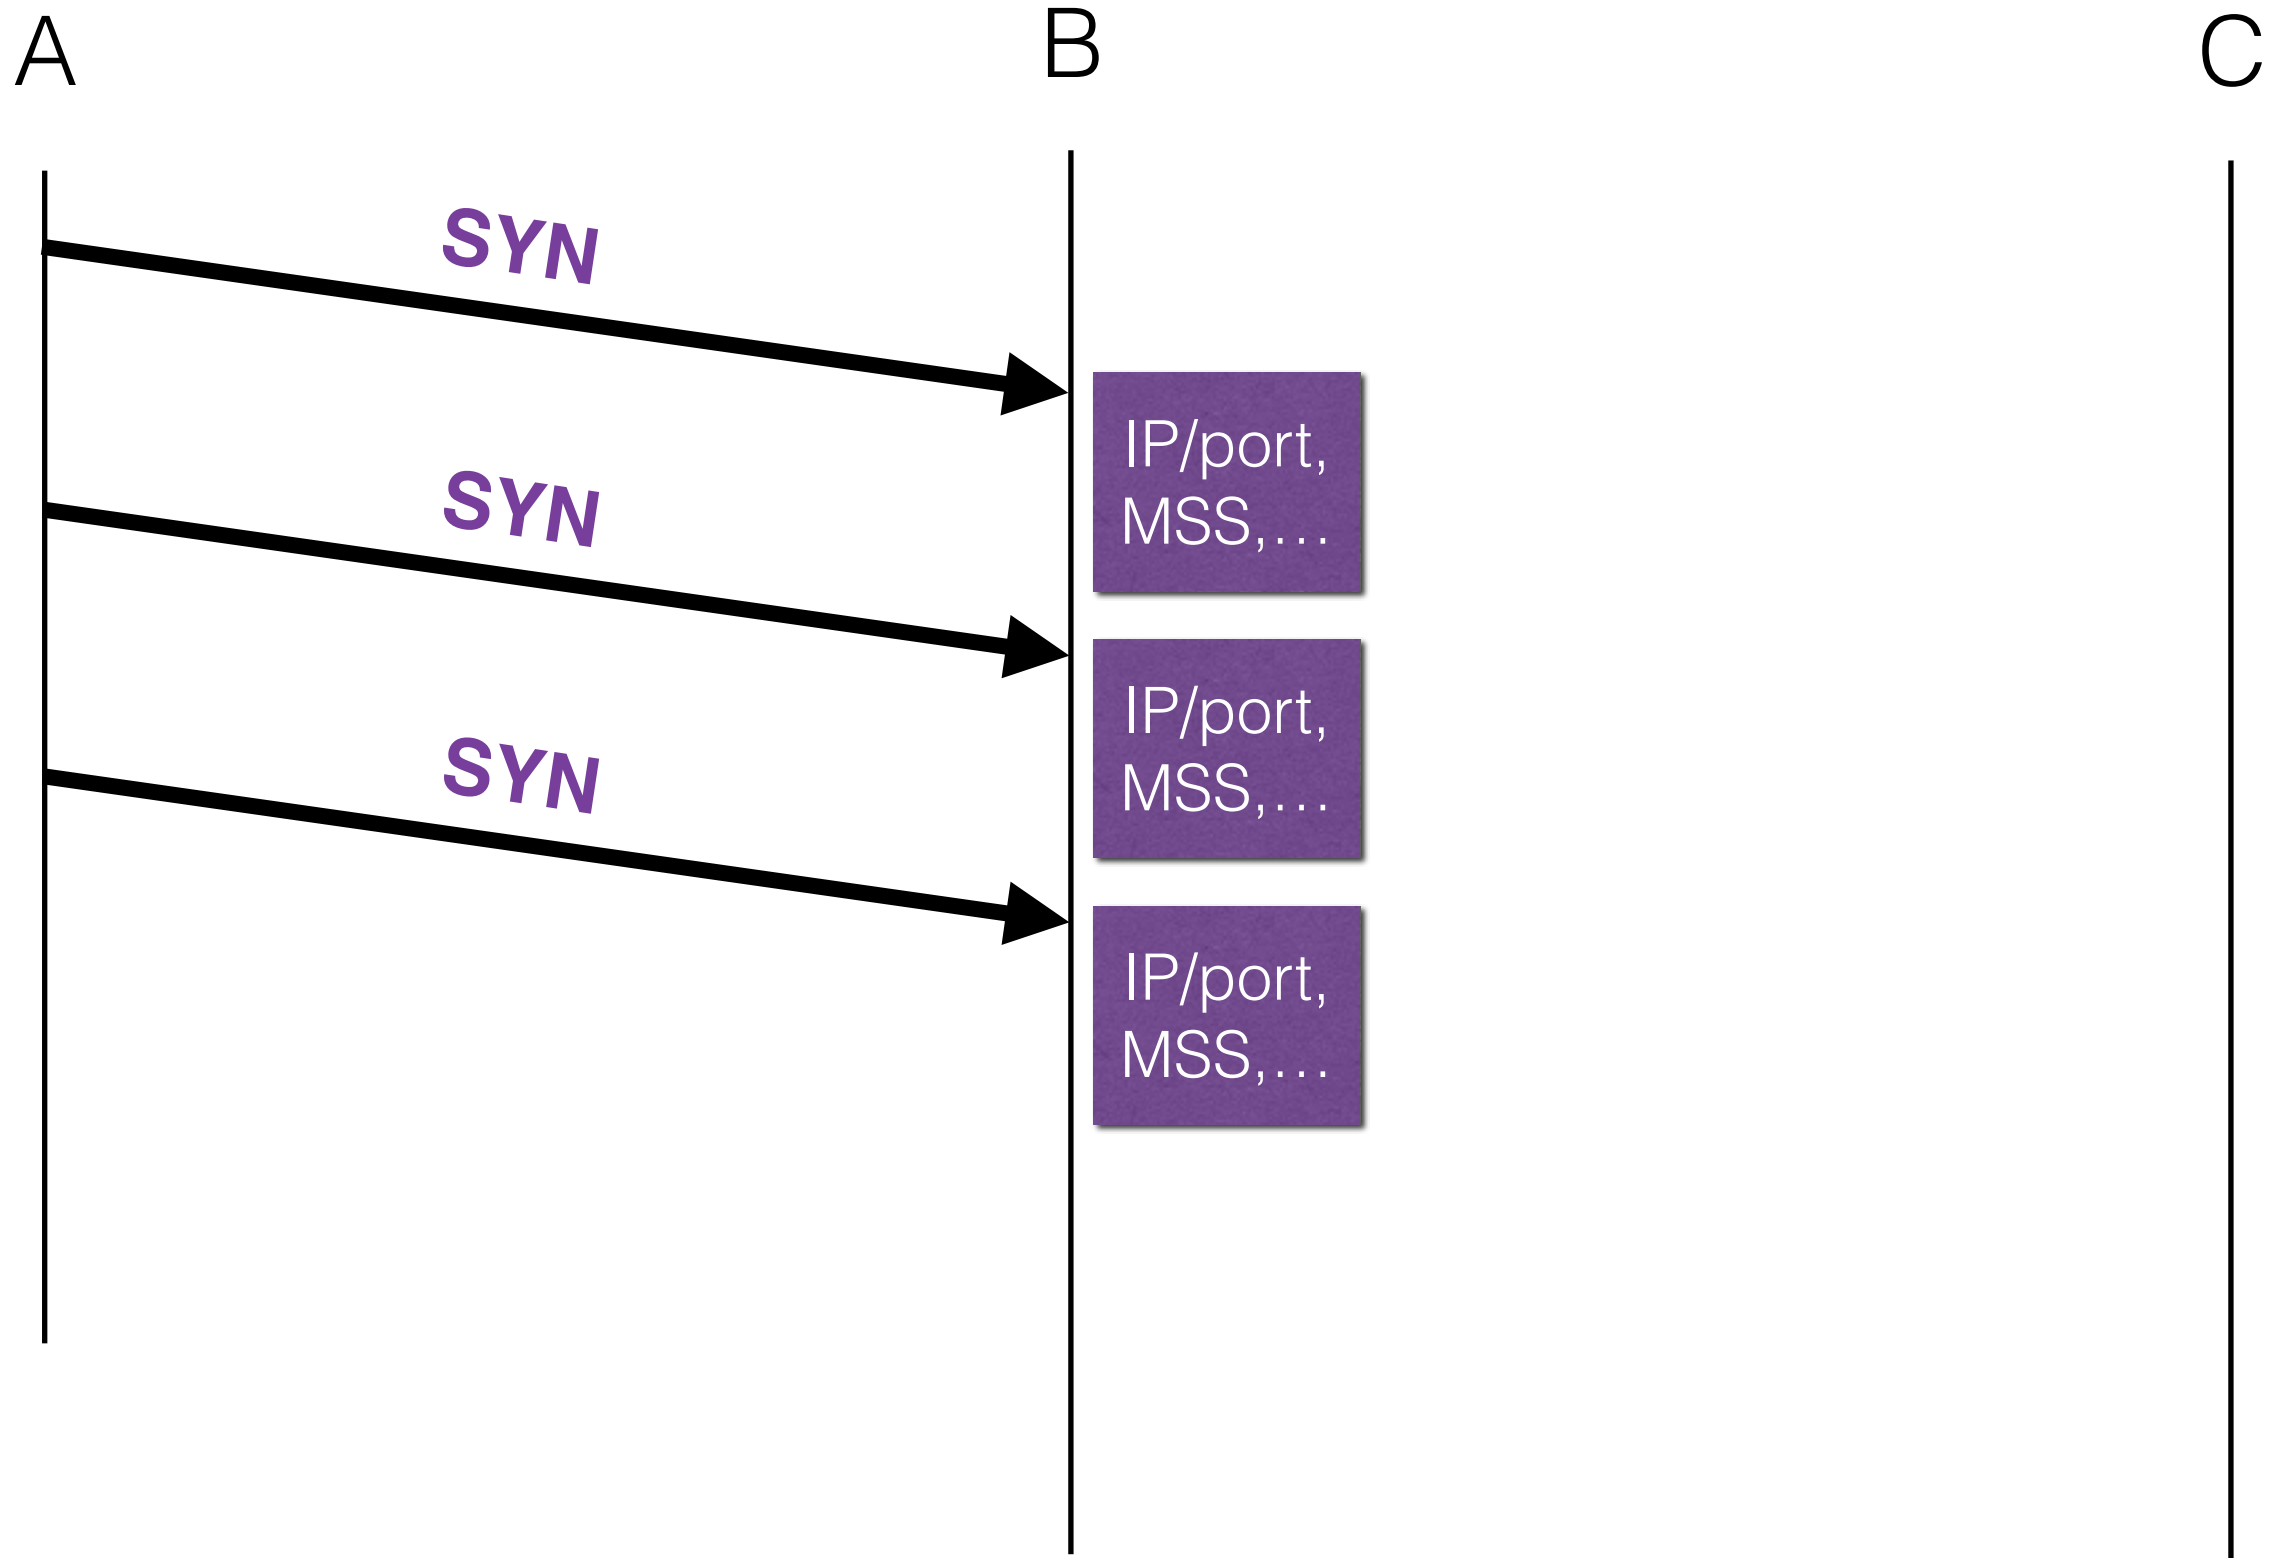 A
B
C
SYN
IP/port,
MSS,...
SYN
IP/port,
MSS,...
SYN
IP/port,
MSS,...